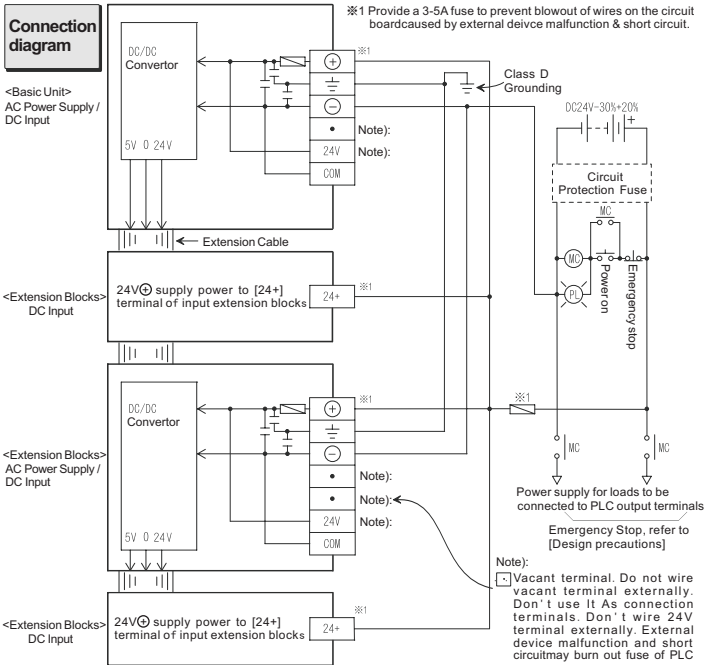 Connection
diagram
※1 Provide a 3-5A fuse to prevent blowout of wires on the circuit
boardcaused by external deivce malfunction & short circuit.
<Basic Unit>
AC Power Supply /
DC Input
DC/DC
Convertor
5V 0 24V
+
※1
−
•
Note):
24V
Note):
COM
Class D
Grounding
DC24V-30%+20%
+
Circuit
Protection Fuse
MC
MC
PL
Power on
Emergency stop
Extension Cable
<Extension Blocks>
DC Input
24V⊕ supply power to [24+]
terminal of input extension blocks
24+
※1
<Extension Blocks>
AC Power Supply /
DC Input
DC/DC
Convertor
5V 0 24V
+
※1
−
•
Note):
•
Note):
24V
Note):
COM
※1
MC
MC
Power supply for loads to be
connected to PLC output terminals
Emergency Stop, refer to
[Design precautions]
Note):
Vacant terminal. Do not wire
vacant terminal externally.
Don't use It As connection
terminals. Don't wire 24V
terminal externally. External
device malfunction and short
circuitmay burn out fuse of PLC
<Extension Blocks>
DC Input
24V⊕ supply power to [24+]
terminal of input extension blocks
24+
※1